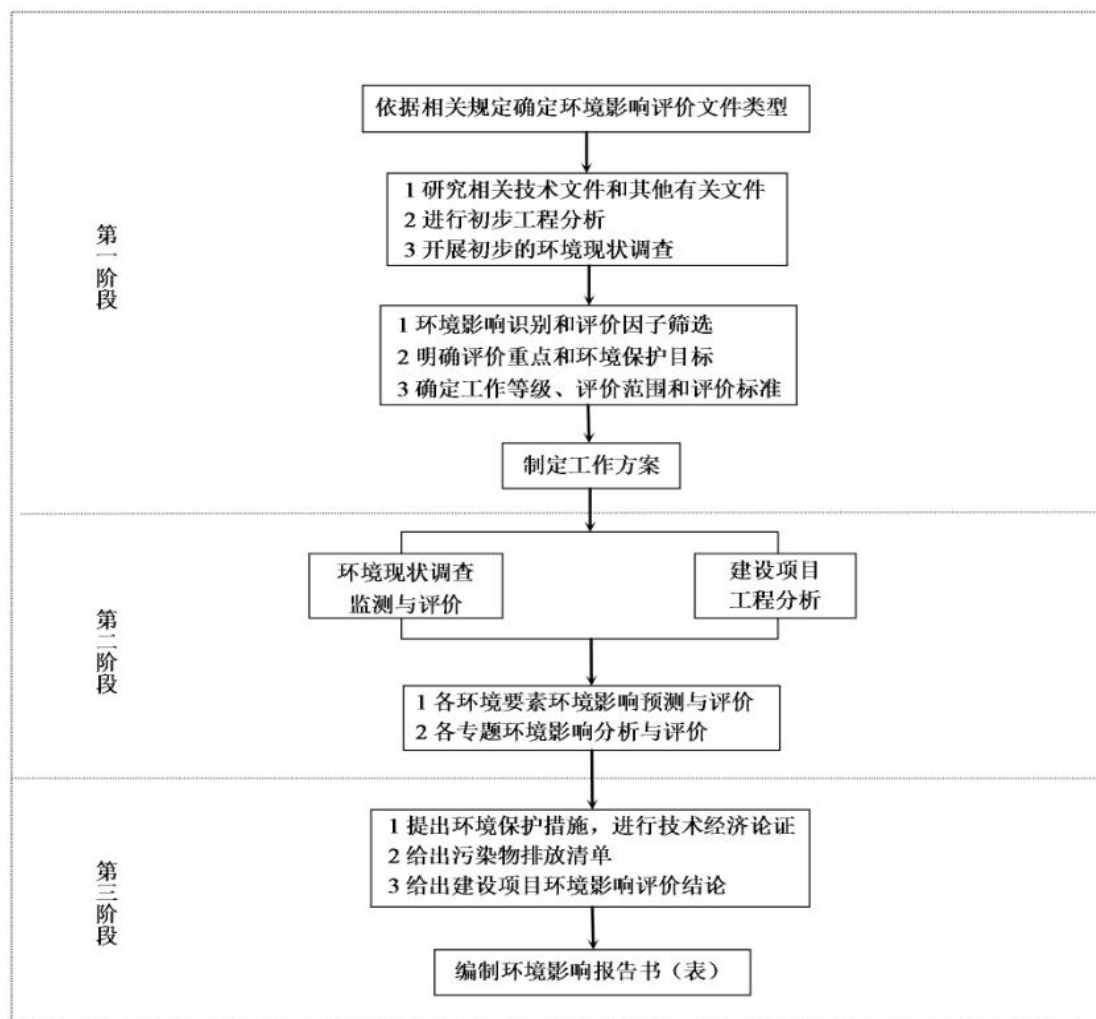 依据相关规定确定环境影响评价文件类型
1 研究相关技术文件和其他有关文件
2 进行初步工程分析
3 开展初步的环境现状调查
第一阶段
1 环境影响识别和评价因子筛选
2 明确评价重点和环境保护目标
3 确定工作等级、评价范围和评价标准
制定工作方案
环境现状调查
监测与评价
建设项目
工程分析
第二阶段
1 各环境要素环境影响预测与评价
2 各专题环境影响分析与评价
1 提出环境保护措施，进行技术经济论证
2 给出污染物排放清单
3 给出建设项目环境影响评价结论
第三阶段
编制环境影响报告书（表）